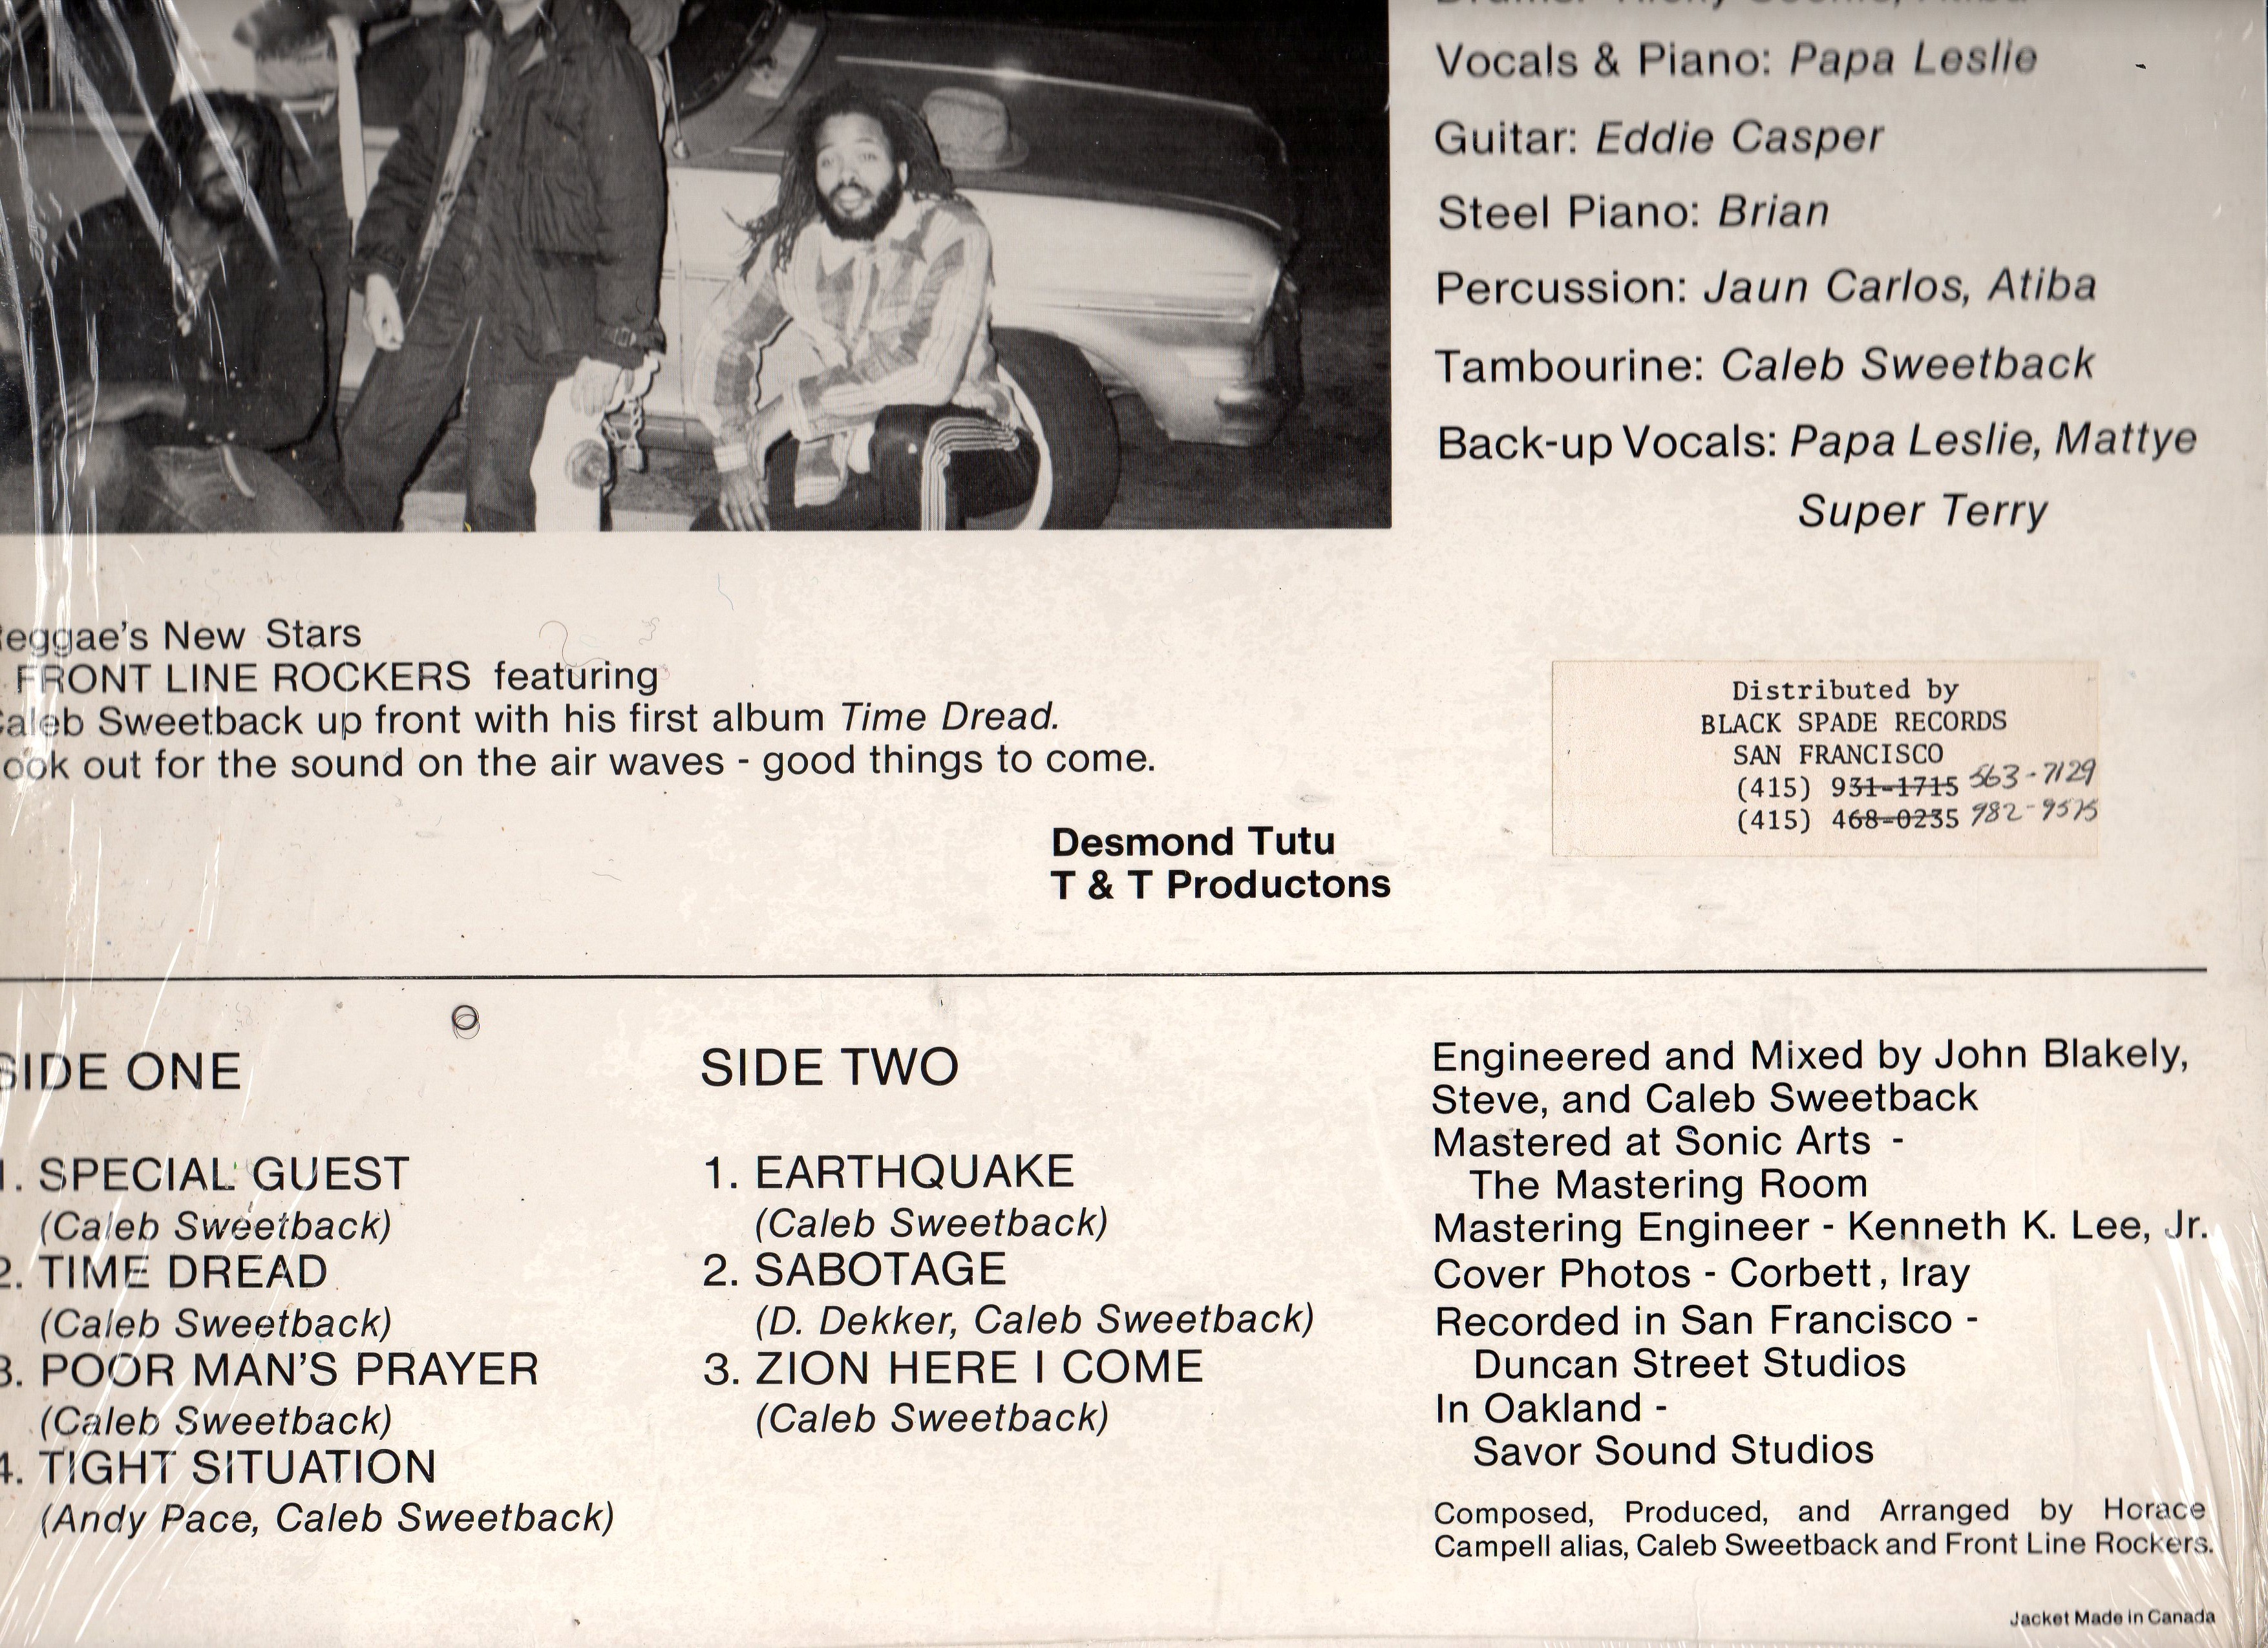 Vocals & Piano: Papa Leslie
Guitar: Eddie Casper
Steel Piano: Brian
Percussion: Jaun Carlos, Atiba
Tambourine: Caleb Sweetback
Back-up Vocals: Papa Leslie, Mattye
Super Terry
Reggae's New Stars
FRONT LINE ROCKERS featuring
Caleb Sweetback up front with his first album Time Dread.
ook out for the sound on the air waves - good things to come.
Desmond Tutu
T & T Productons
Distributed by
BLACK SPADE RECORDS
SAN FRANCISCO
(415) 931-1715 563-7129
(415) 468-0235 982-9575
SIDE ONE
1. SPECIAL GUEST
(Caleb Sweetback)
2. TIME DREAD
(Caleb Sweetback)
3. POOR MAN'S PRAYER
(Caleb Sweetback)
4. TIGHT SITUATION
(Andy Pace, Caleb Sweetback)
SIDE TWO
1. EARTHQUAKE
(Caleb Sweetback)
2. SABOTAGE
(D. Dekker, Caleb Sweetback)
3. ZION HERE I COME
(Caleb Sweetback)
Engineered and Mixed by John Blakely,
Steve, and Caleb Sweetback
Mastered at Sonic Arts -
The Mastering Room
Mastering Engineer - Kenneth K. Lee, Jr.
Cover Photos - Corbett, Iray
Recorded in San Francisco -
Duncan Street Studios
In Oakland -
Savor Sound Studios
Composed, Produced, and Arranged by Horace
Campell alias, Caleb Sweetback and Front Line Rockers.
Jacket Made in Canada